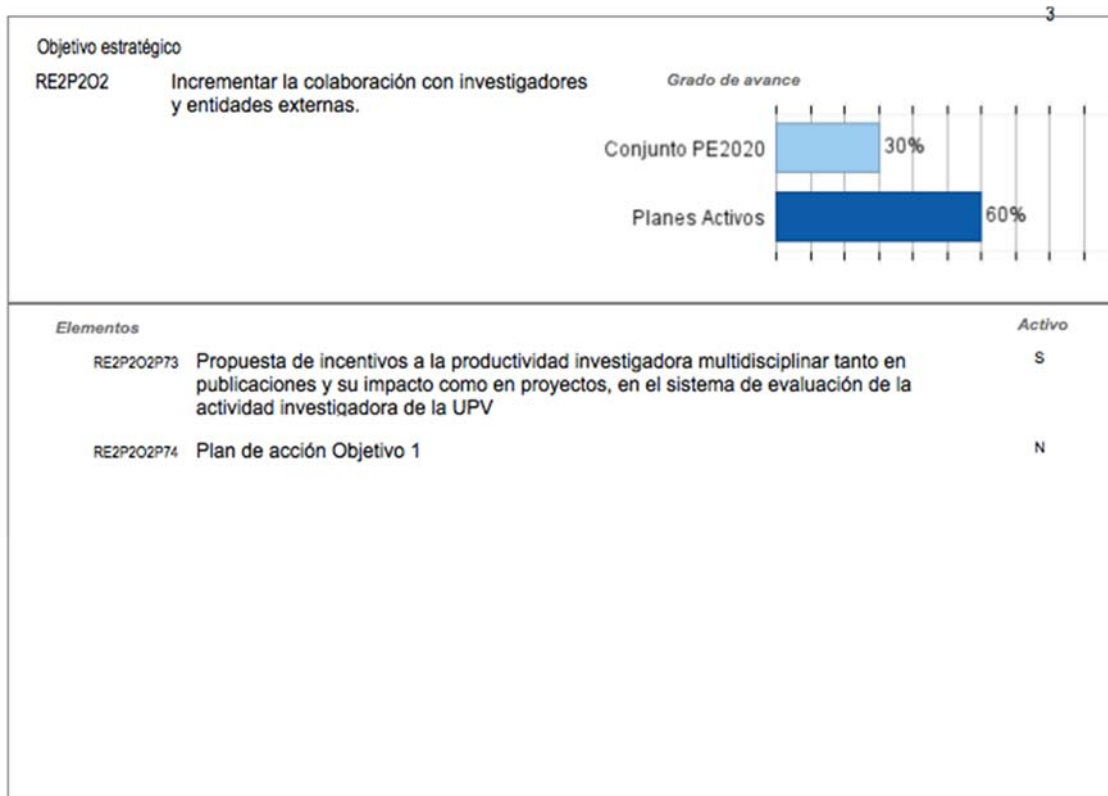 3
Objetivo estratégico
RE2P2O2 Incrementar la colaboración con investigadores
y entidades externas.
Grado de avance
Conjunto PE2020 30%
Planes Activos 60%
Elementos Activo
RE2P2O2P73 Propuesta de incentivos a la productividad investigadora multidisciplinar tanto en S
publicaciones y su impacto como en proyectos, en el sistema de evaluación de la
actividad investigadora de la UPV
RE2P2O2P74 Plan de acción Objetivo 1 N